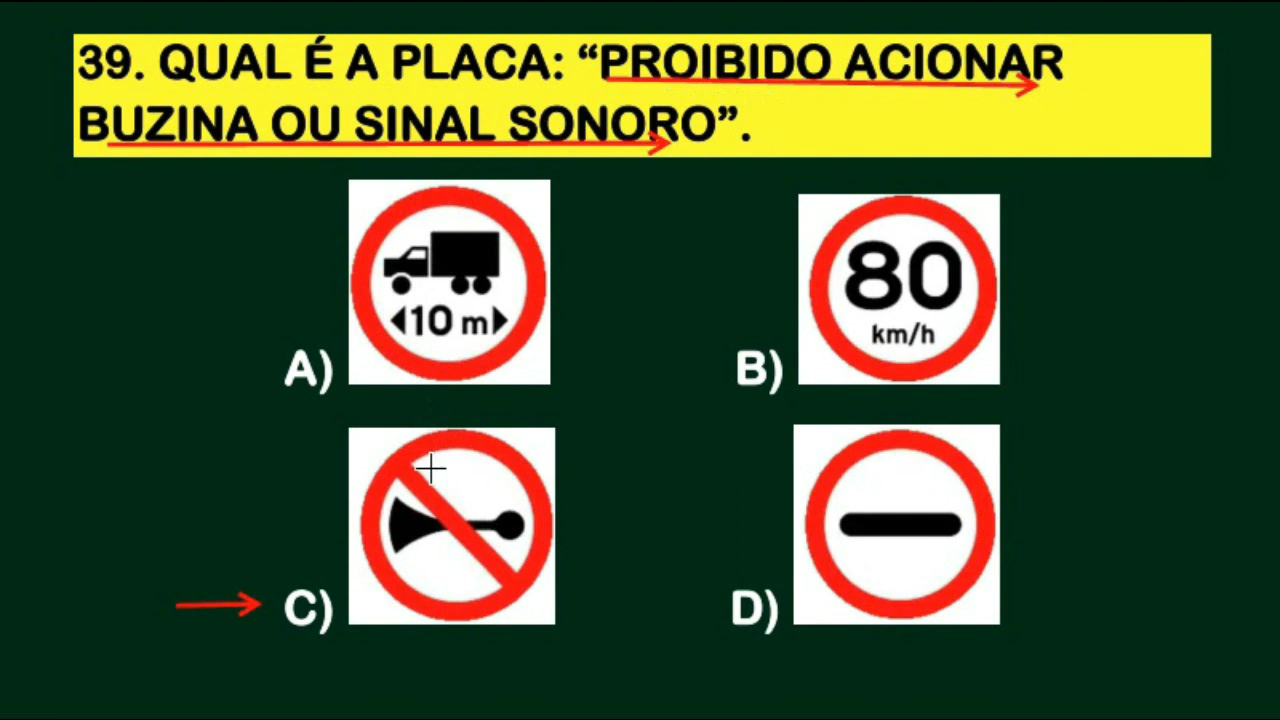 39. QUAL É A PLACA: “PROIBIDO ACIONAR
BUZINA OU SINAL SONORO”.
10 m
A)
80
km/h
B)
C)
D)